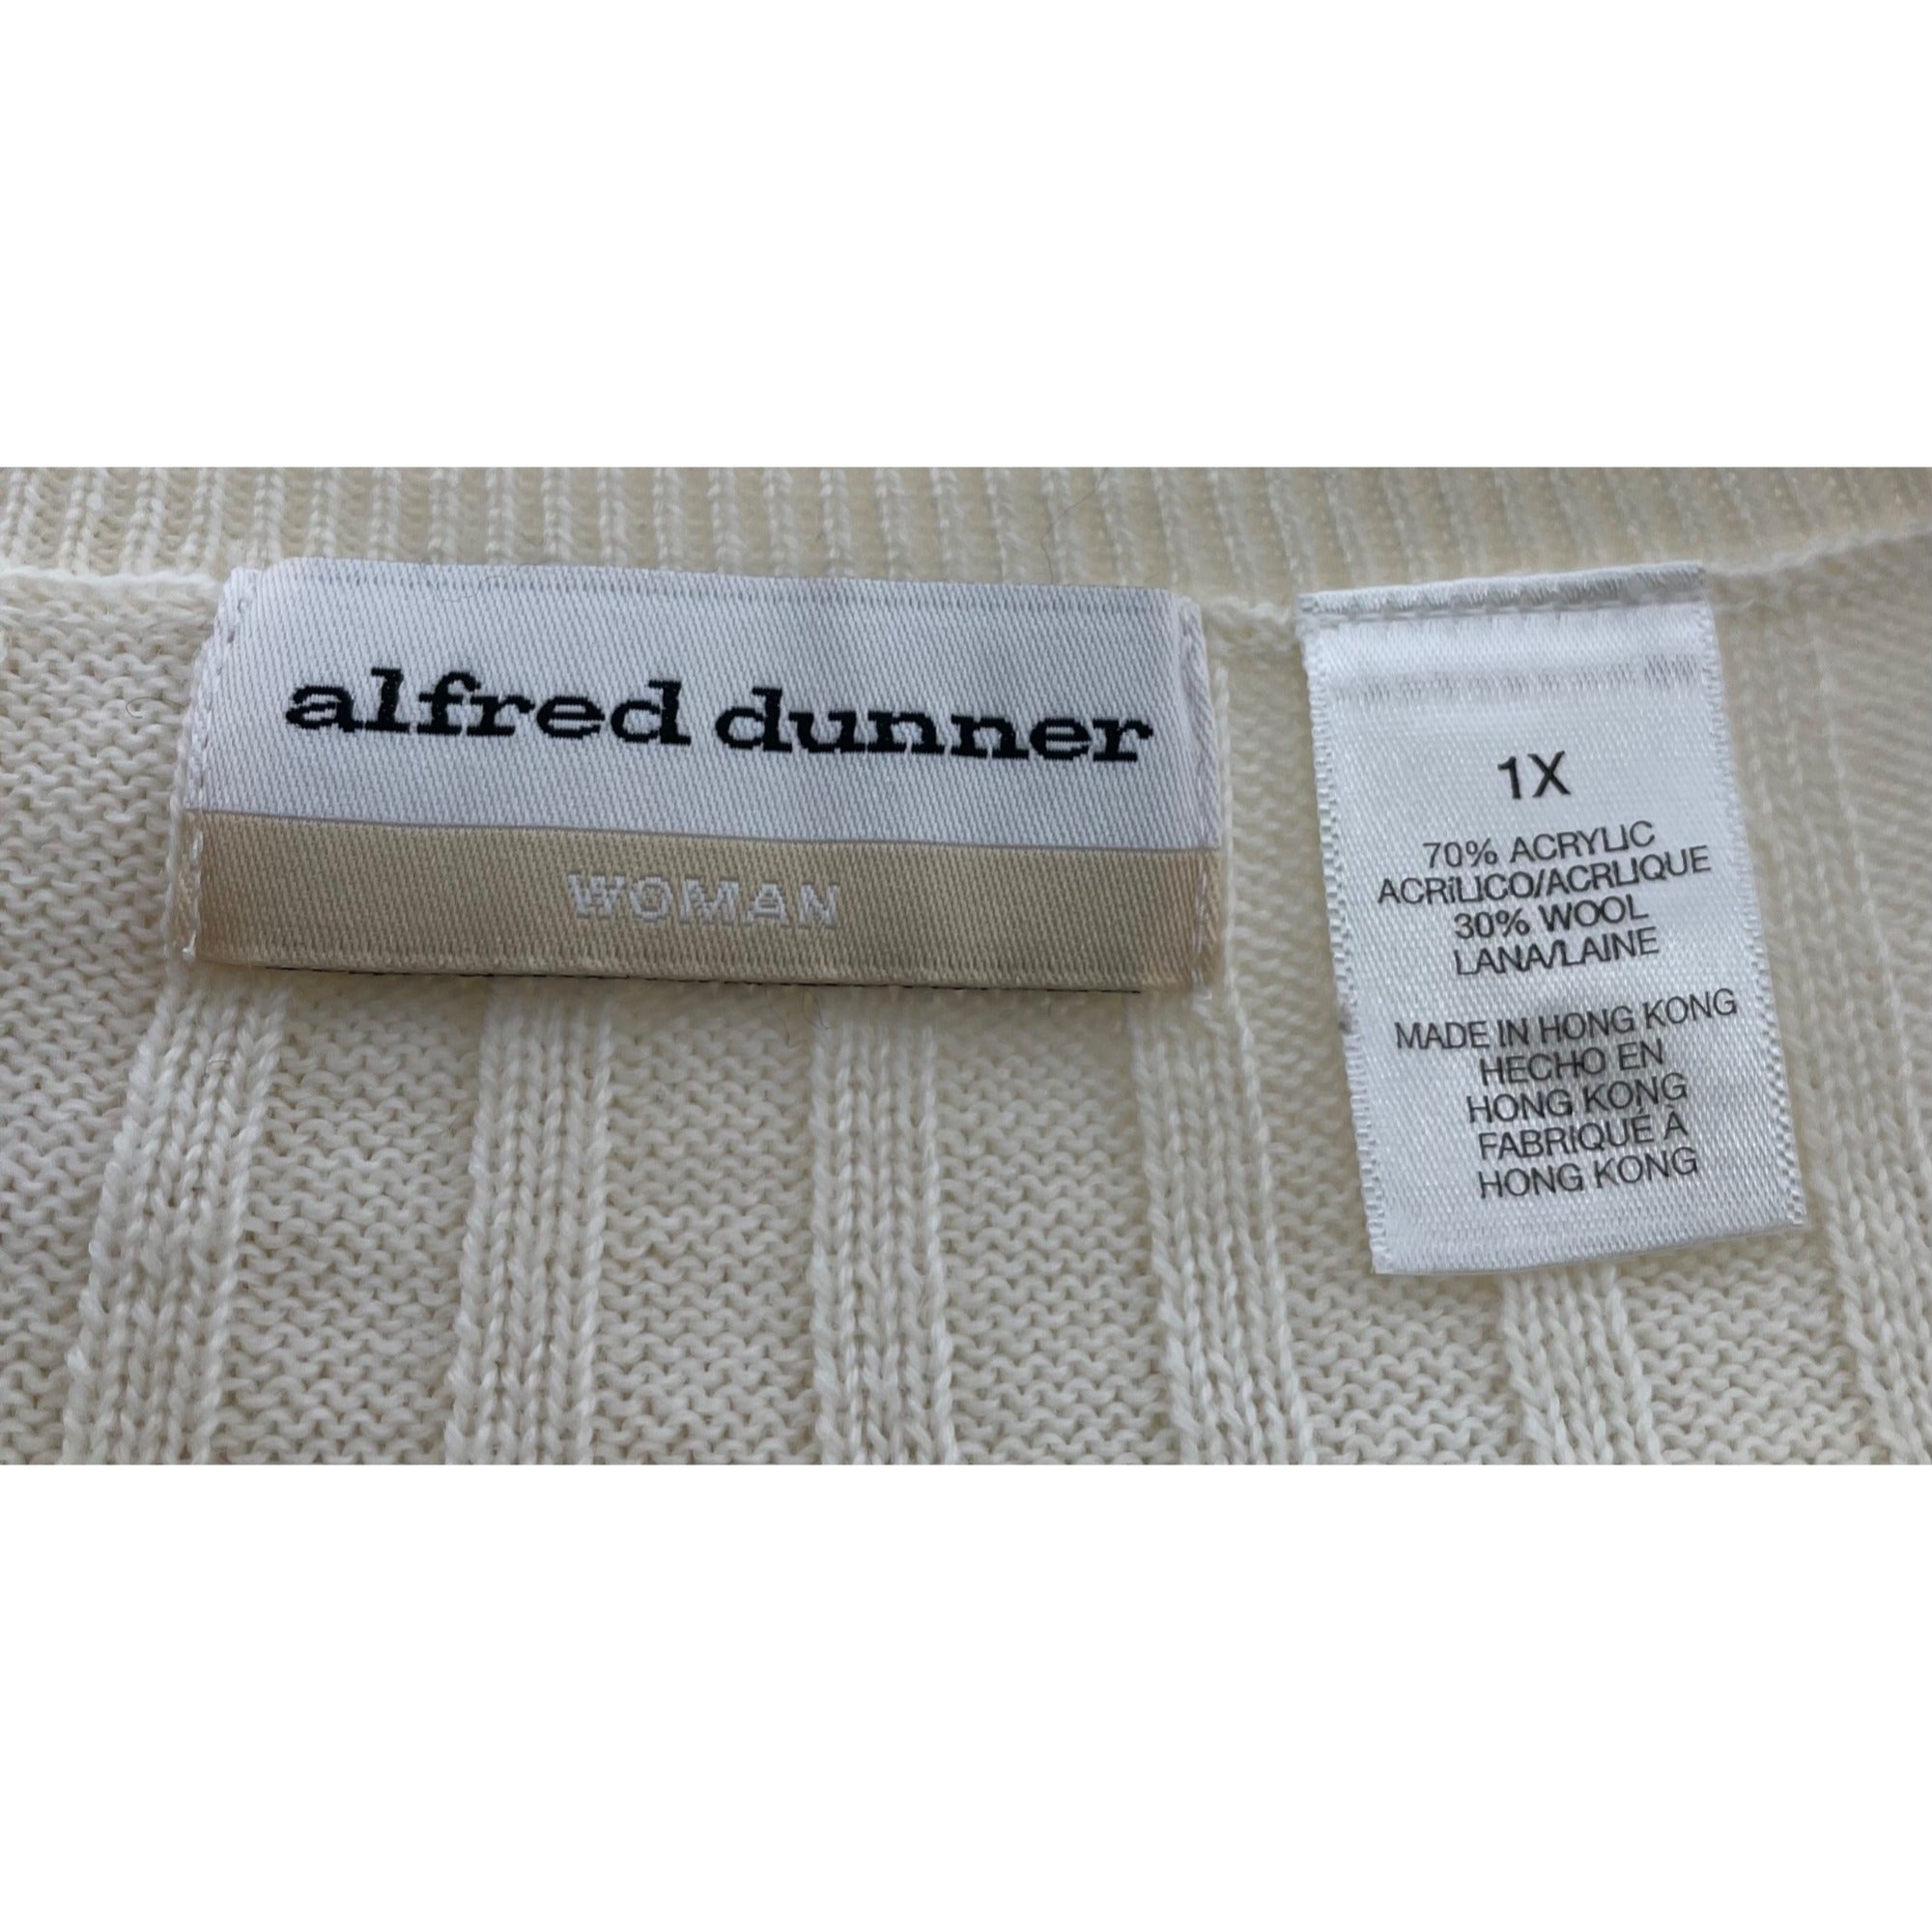 alfred dunner
WOMAN
1X
70% ACRYLIC
ACRÍLICO/ACRLIQUE
30% WOOL
LANA/LAINE
MADE IN HONG KONG
HECHO EN
HONG KONG
FABRIQUÉ À
HONG KONG